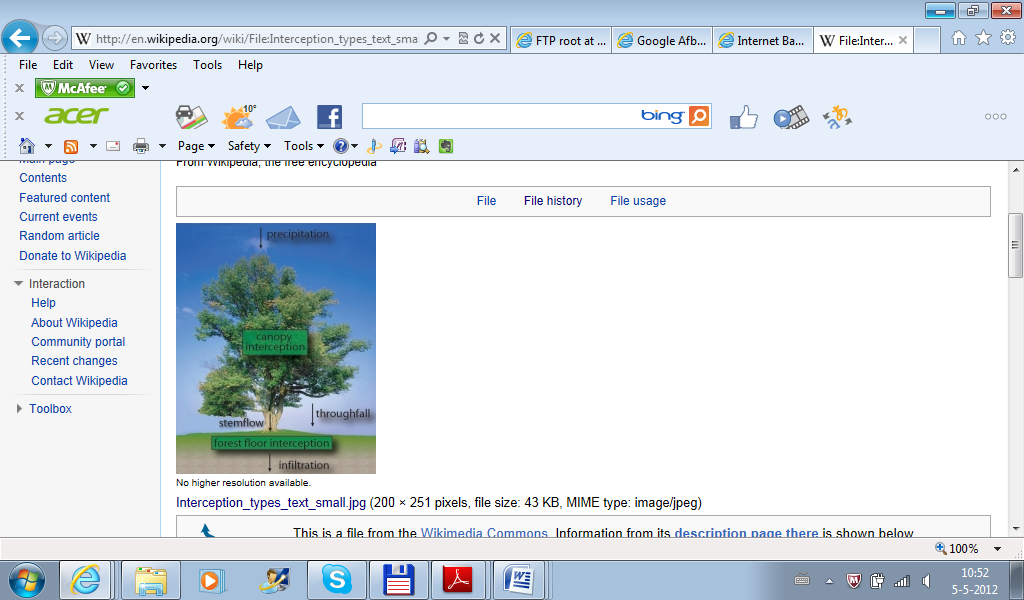 http://en.wikipedia.org/wiki/File:Interception_types_text_sma
FTP root at ...
Google Afb...
Internet Ba...
W File:Inter...
File Edit View Favorites Tools Help
McAfee
acer
10°
bing
Page Safety Tools
Main page
From Wikipedia, the free encyclopedia
Contents
Featured content
Current events
Random article
Donate to Wikipedia
Interaction
Help
About Wikipedia
Community portal
Recent changes
Contact Wikipedia
Toolbox
File File history File usage
precipitation
canopy
interception
throughfall
stemflow
forest floor interception
infiltration
No higher resolution available.
Interception_types_text_small.jpg (200 × 251 pixels, file size: 43 KB, MIME type: image/jpeg)
This is a file from the Wikimedia Commons. Information from its description page there is shown below
100%
10:52
5-5-2012